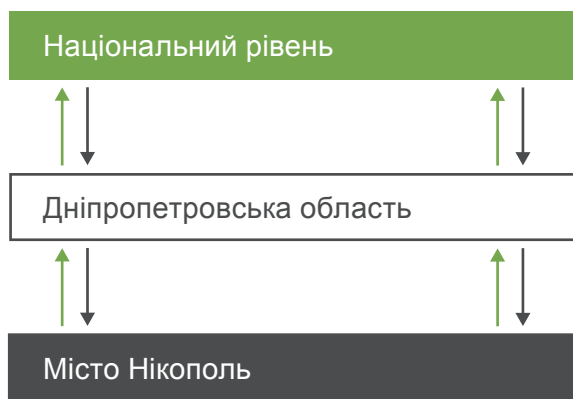 Національний рівень
Дніпропетровська область
Місто Нікополь